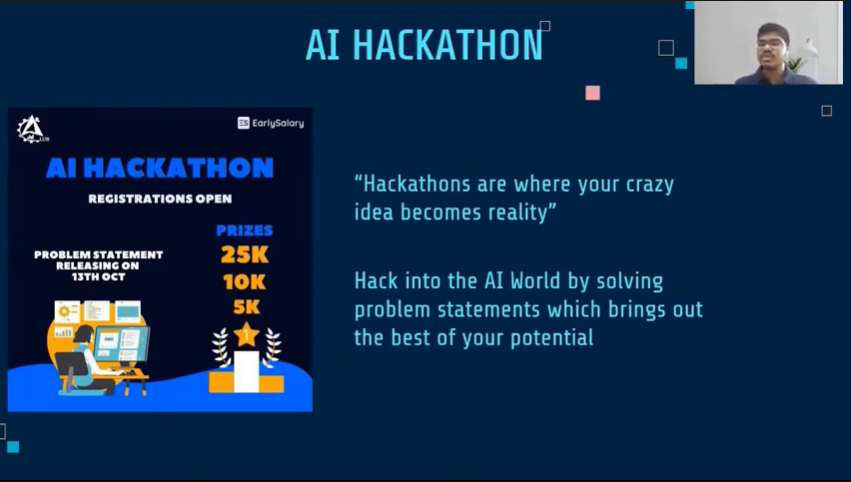 AI HACKATHON
ES EarlySalary
AI HACKATHON
REGISTRATIONS OPEN
PRIZES
25K
10K
5K
PROBLEM STATEMENT
RELEASING ON
13TH OCT
1
“Hackathons are where your crazy
idea becomes reality”
Hack into the AI World by solving
problem statements which brings out
the best of your potential